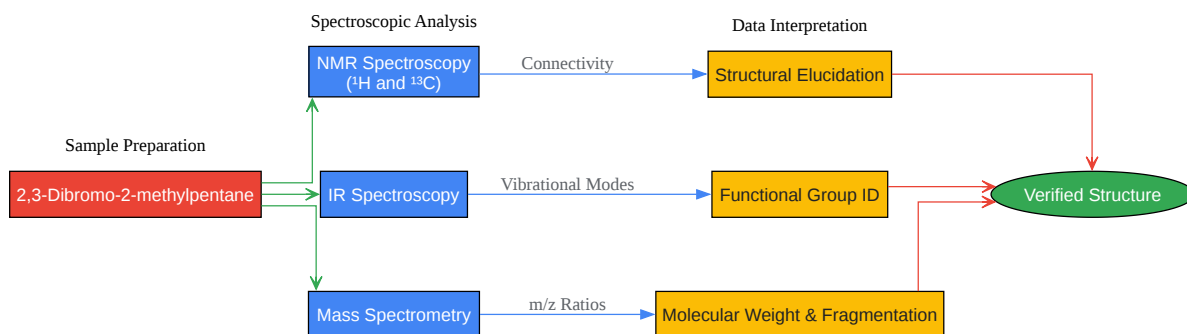 Spectroscopic Analysis
Data Interpretation
NMR Spectroscopy
(¹H and ¹³C)
Connectivity
Structural Elucidation
Sample Preparation
2,3-Dibromo-2-methylpentane
IR Spectroscopy
Vibrational Modes
Functional Group ID
Verified Structure
Mass Spectrometry
m/z Ratios
Molecular Weight & Fragmentation